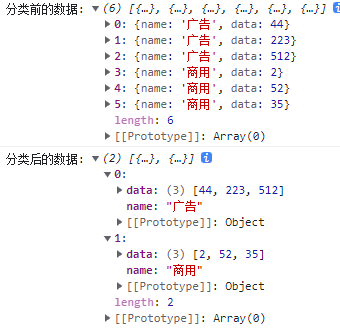 分类前的数据: ▼ (6) [{…}, {…}, {…}, {…}, {…}, {…}] i
▶ 0: {name: '广告', data: 44}
▶ 1: {name: '广告', data: 223}
▶ 2: {name: '广告', data: 512}
▶ 3: {name: '商用', data: 2}
▶ 4: {name: '商用', data: 52}
▶ 5: {name: '商用', data: 35}
length: 6
▶ [[Prototype]]: Array(0)
分类后的数据: ▼ (2) [{…}, {…}] i
▼ 0:
▶ data: (3) [44, 223, 512]
name: "广告"
▶ [[Prototype]]: Object
▼ 1:
▶ data: (3) [2, 52, 35]
name: "商用"
▶ [[Prototype]]: Object
length: 2
▶ [[Prototype]]: Array(0)